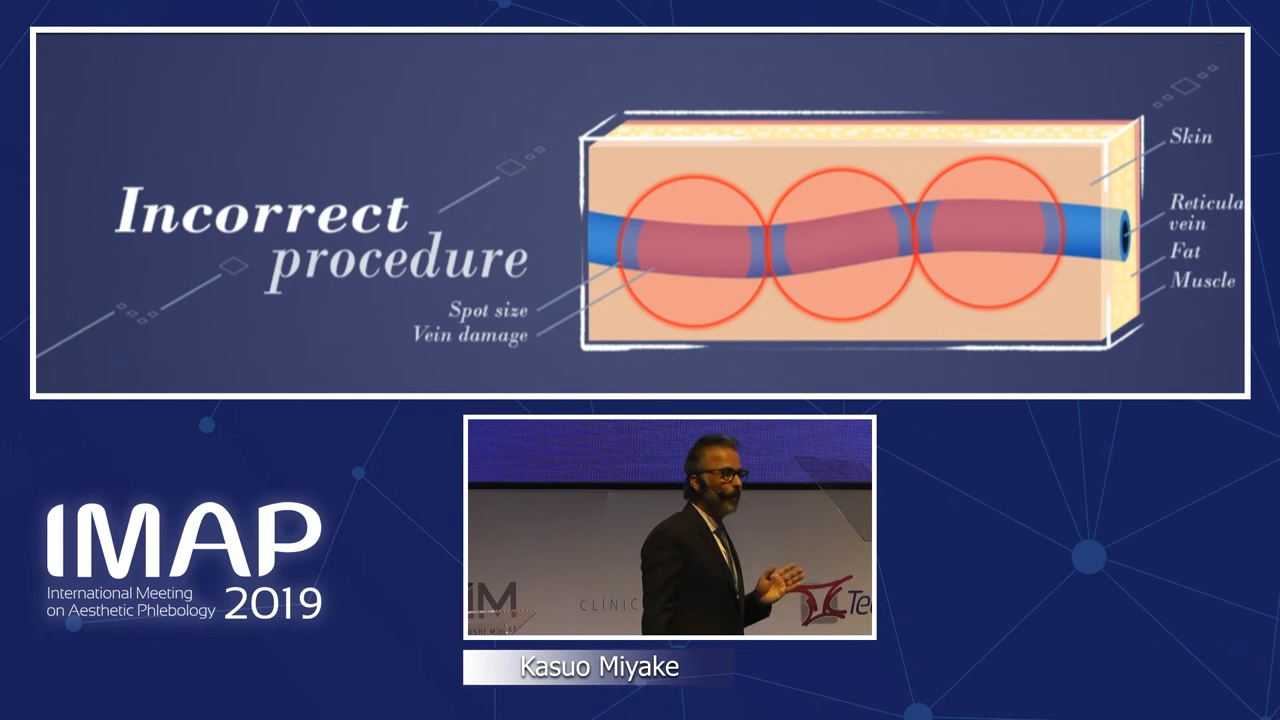 Incorrect
procedure
Spot size
Vein damage
Skin
Reticula
vein
Fat
Muscle
IMAP
International Meeting
on Aesthetic Phlebology
2019
CLÍNIC
Te
Kasuo Miyake